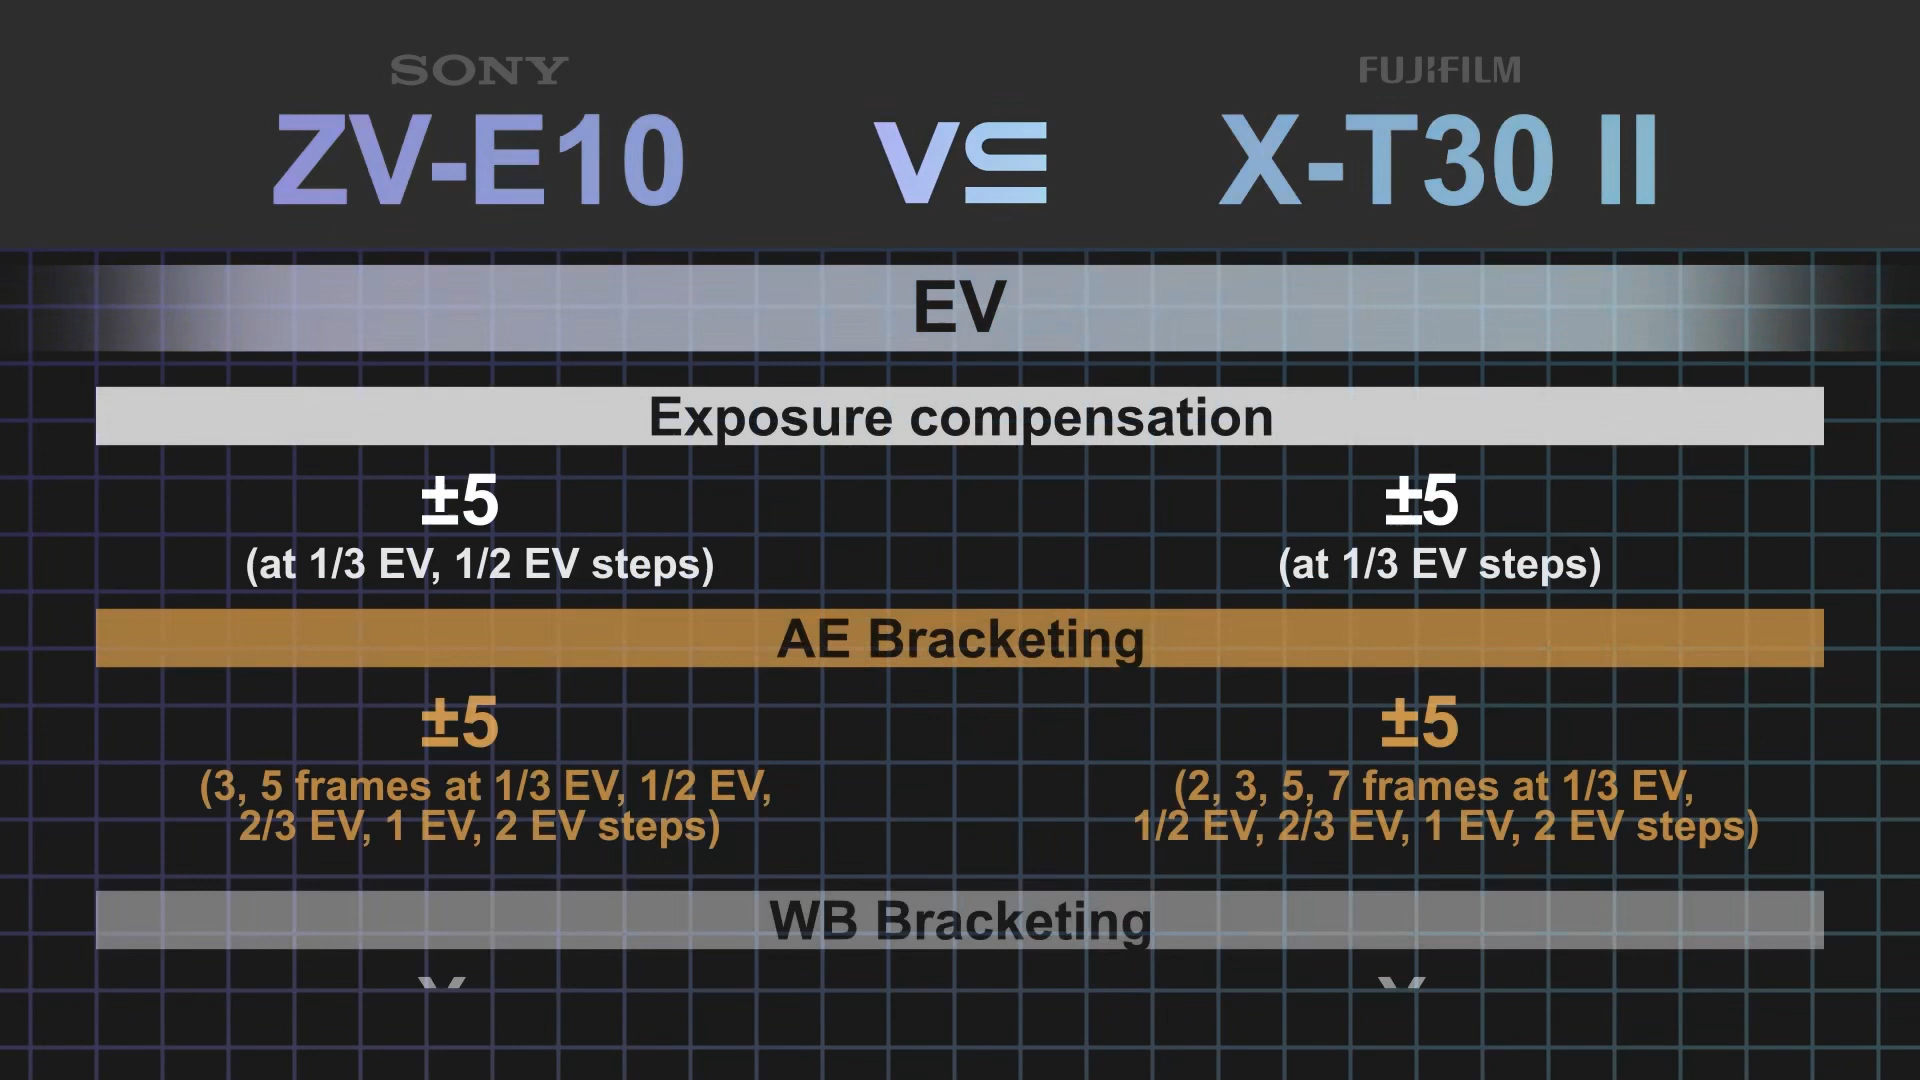 SONY
FUJIFILM
ZV-E10
VS
X-T30 II
EV
Exposure compensation
±5
±5
(at 1/3 EV, 1/2 EV steps)
(at 1/3 EV steps)
AE Bracketing
±5
±5
(3, 5 frames at 1/3 EV, 1/2 EV,
2/3 EV, 1 EV, 2 EV steps)
(2, 3, 5, 7 frames at 1/3 EV,
1/2 EV, 2/3 EV, 1 EV, 2 EV steps)
WB Bracketing